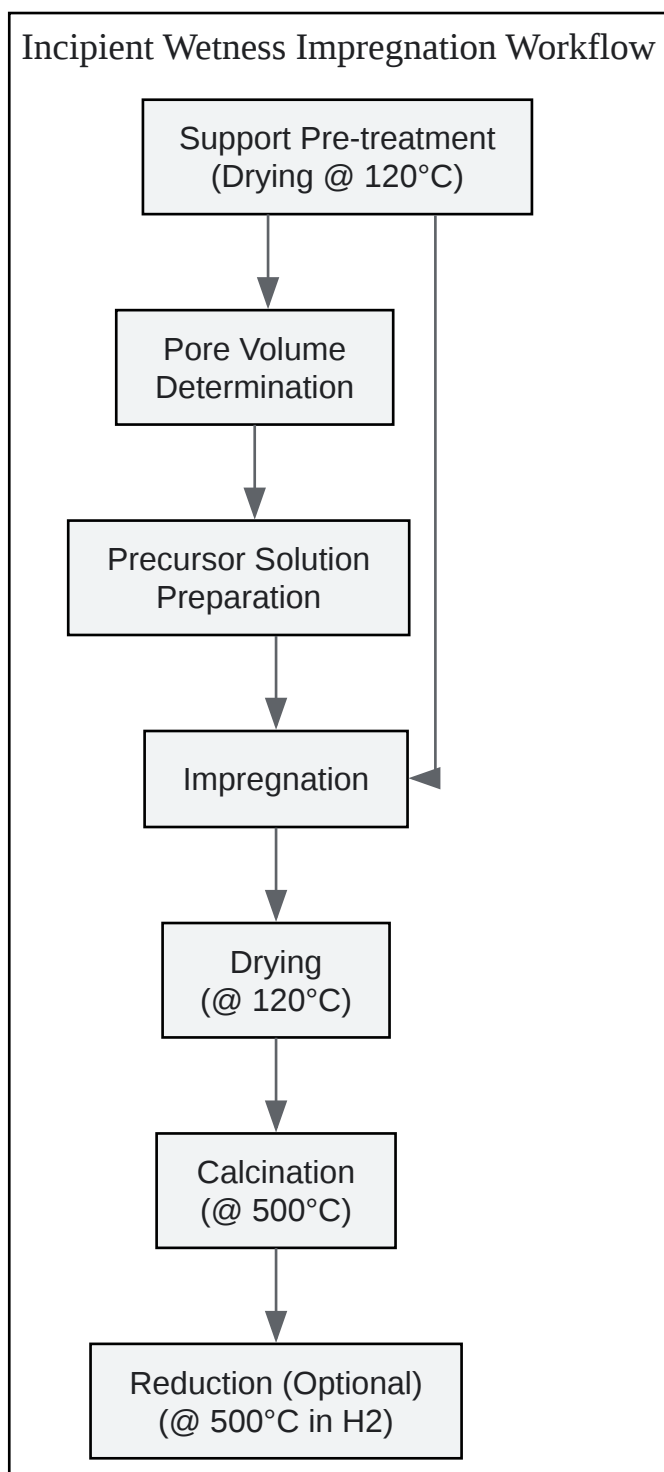 Incipient Wetness Impregnation Workflow
Support Pre-treatment
(Drying @ 120°C)
Pore Volume
Determination
Precursor Solution
Preparation
Impregnation
Drying
(@ 120°C)
Calcination
(@ 500°C)
Reduction (Optional)
(@ 500°C in H2)